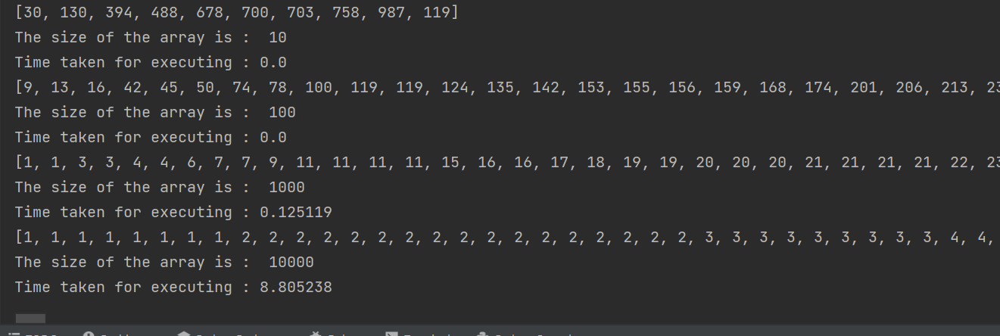 [30, 130, 394, 488, 678, 700, 703, 758, 987, 119]
The size of the array is :  10
Time taken for executing : 0.0
[9, 13, 16, 42, 45, 50, 74, 78, 100, 119, 119, 124, 135, 142, 153, 155, 156, 159, 168, 174, 201, 206, 213, 23
The size of the array is :  100
Time taken for executing : 0.0
[1, 1, 3, 3, 4, 4, 6, 7, 7, 9, 11, 11, 11, 11, 15, 16, 16, 17, 18, 19, 19, 20, 20, 20, 21, 21, 21, 21, 22, 23
The size of the array is :  1000
Time taken for executing : 0.125119
[1, 1, 1, 1, 1, 1, 1, 1, 2, 2, 2, 2, 2, 2, 2, 2, 2, 2, 2, 2, 2, 2, 2, 2, 2, 3, 3, 3, 3, 3, 3, 3, 3, 3, 4, 4,
The size of the array is :  10000
Time taken for executing : 8.805238